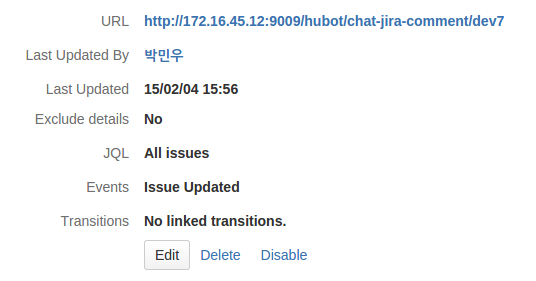 URL http://172.16.45.12:9009/hubot/chat-jira-comment/dev7
Last Updated By 박민우
Last Updated 15/02/04 15:56
Exclude details No
JQL All issues
Events Issue Updated
Transitions No linked transitions.
Edit Delete Disable